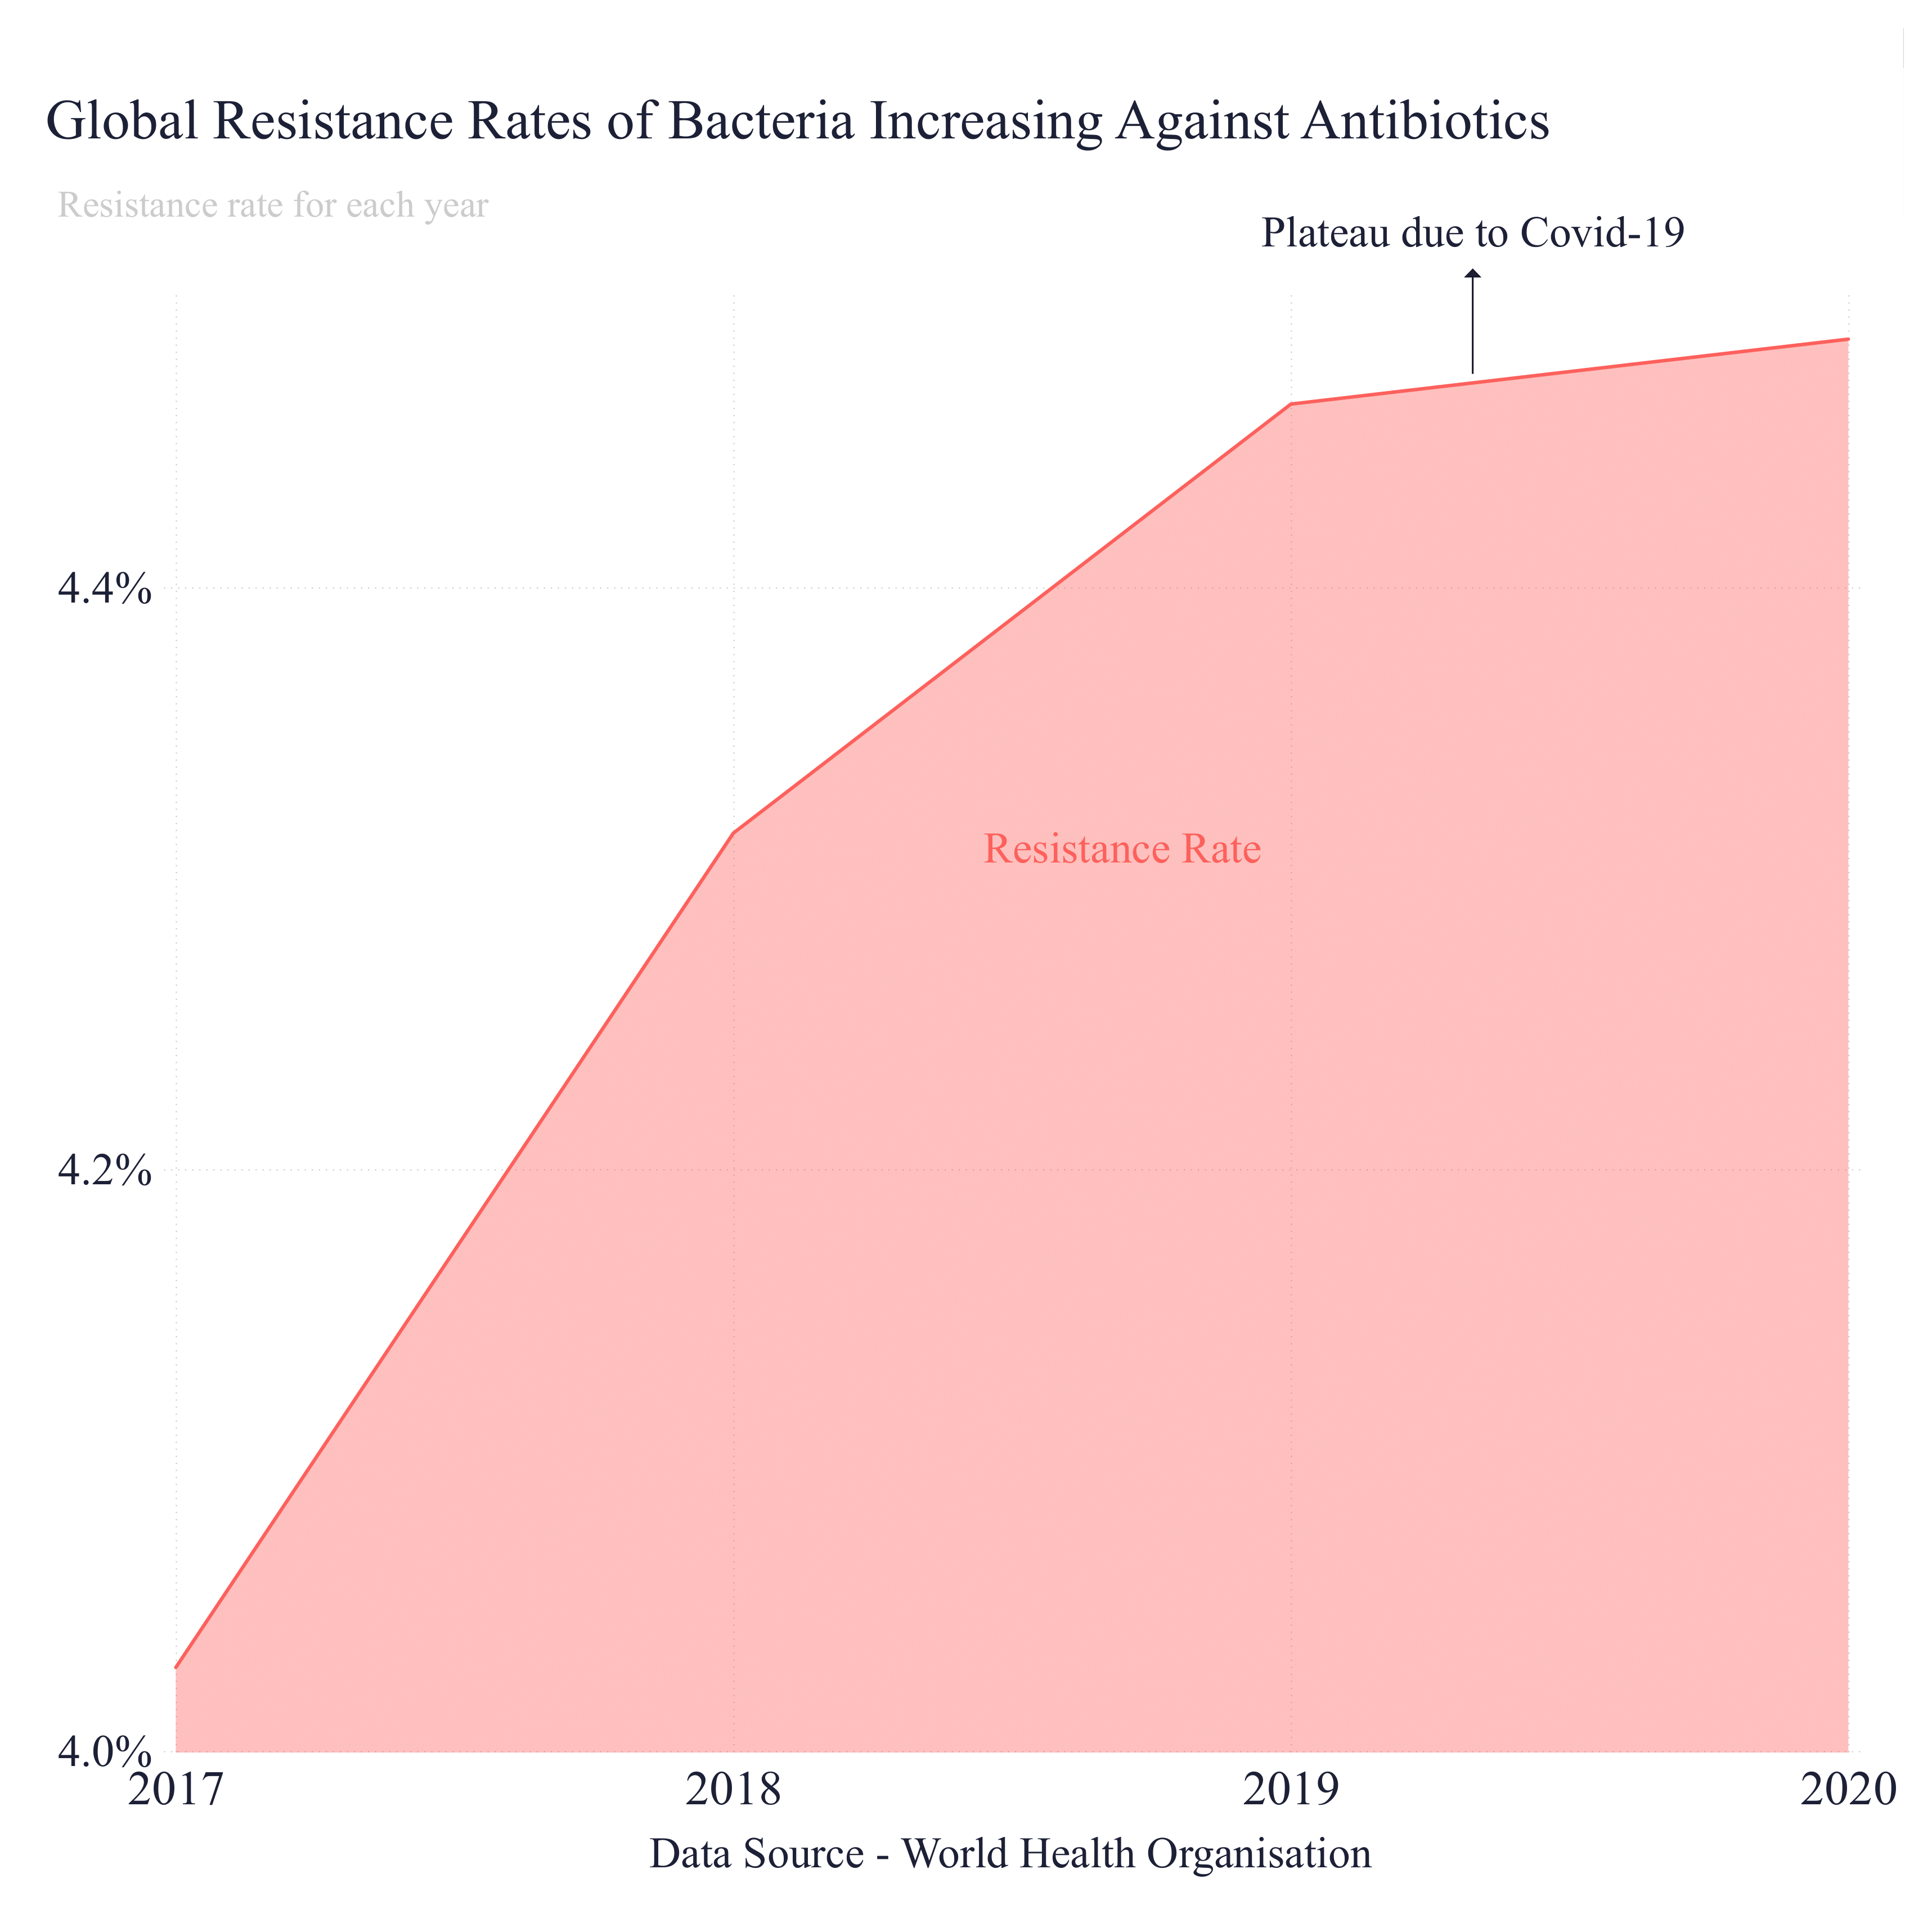 Global Resistance Rates of Bacteria Increasing Against Antibiotics
Resistance rate for each year
Plateau due to Covid-19
4.4%
Resistance Rate
4.2%
4.0%
2017 2018 2019 2020
Data Source - World Health Organisation